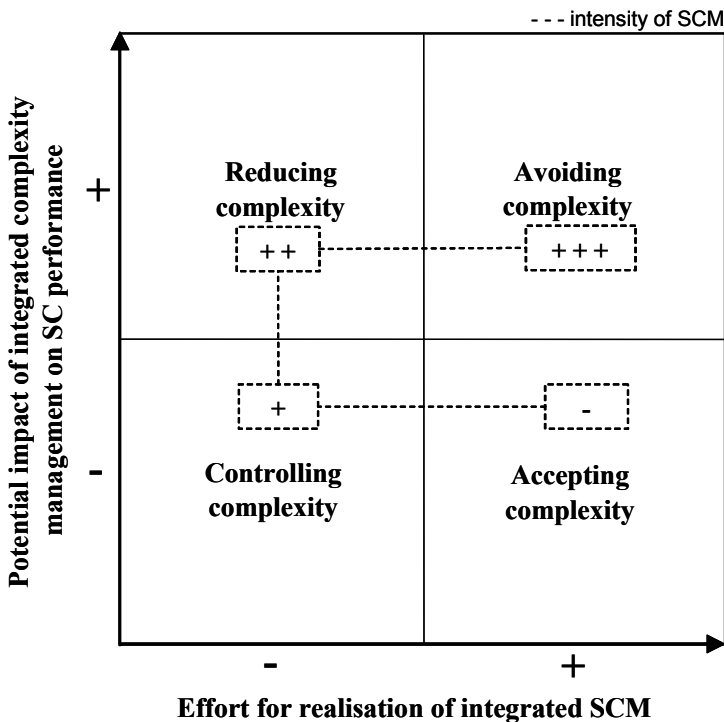 --- intensity of SCM
Potential impact of integrated complexity
management on SC performance
+
Reducing
complexity
++
Avoiding
complexity
+++
+
Controlling
complexity
-
Accepting
complexity
-
-
+
Effort for realisation of integrated SCM